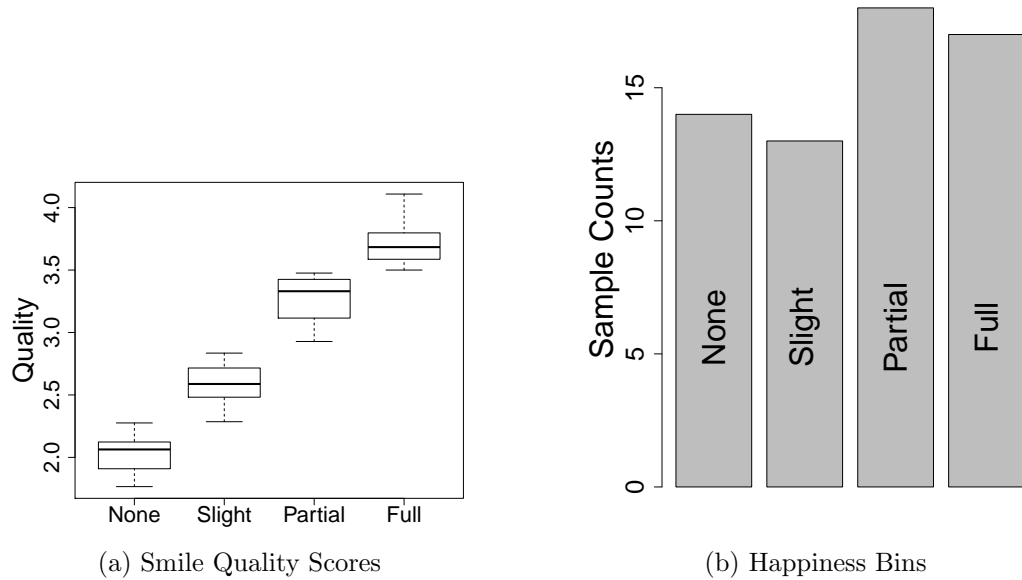 Quality
4.0
3.5
3.0
2.5
2.0
None Slight Partial Full
(a) Smile Quality Scores
Sample Counts
15
10
5
0
None
Slight
Partial
Full
(b) Happiness Bins